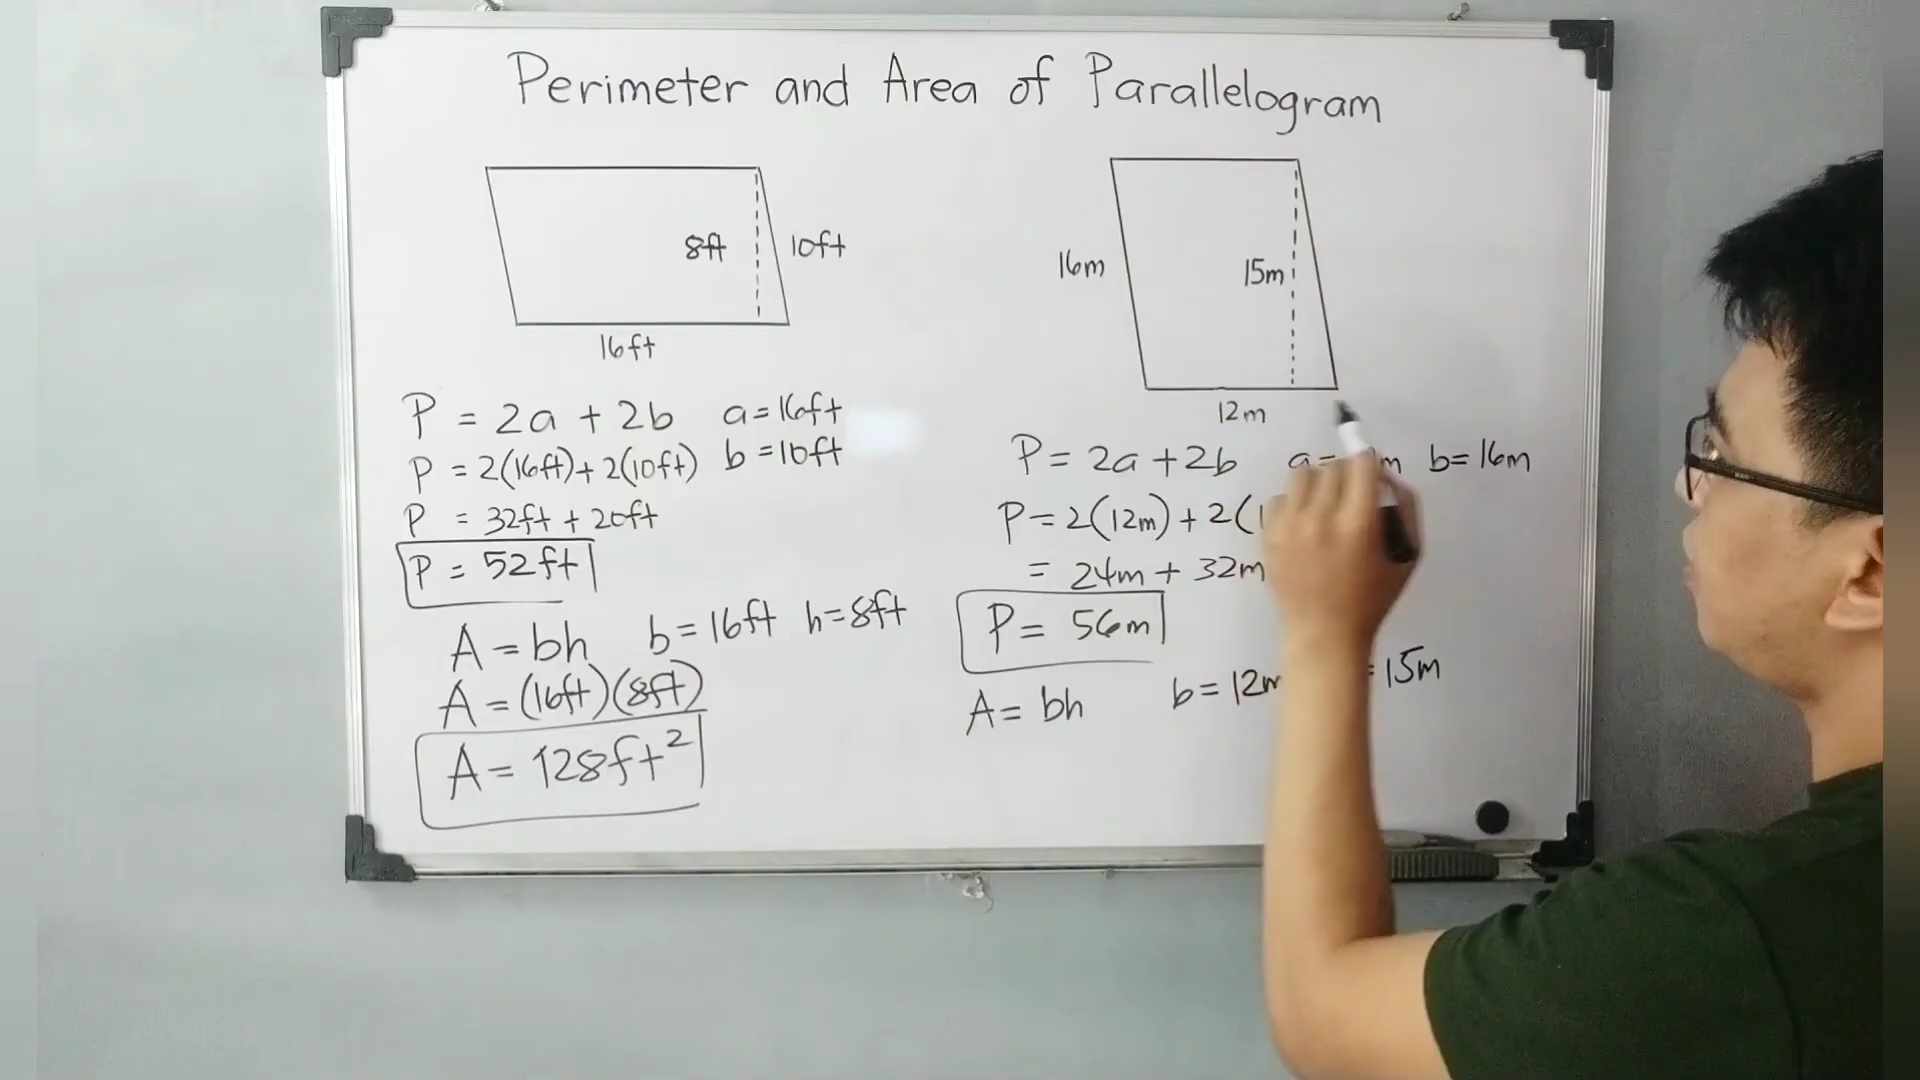 Perimeter and Area of Parallelogram
8ft
10ft
16ft
P = 2a + 2b a = 16ft
P = 2(16ft) + 2(10ft) b = 10ft
P = 32ft + 20ft
P = 52ft
A = bh b = 16ft h = 8ft
A = (16ft)(8ft)
A = 128ft²
16m
15m
12m
P = 2a + 2b a = m b = 16m
P = 2(12m) + 2(
= 24m + 32m
P = 56m
A = bh b = 12m = 15m